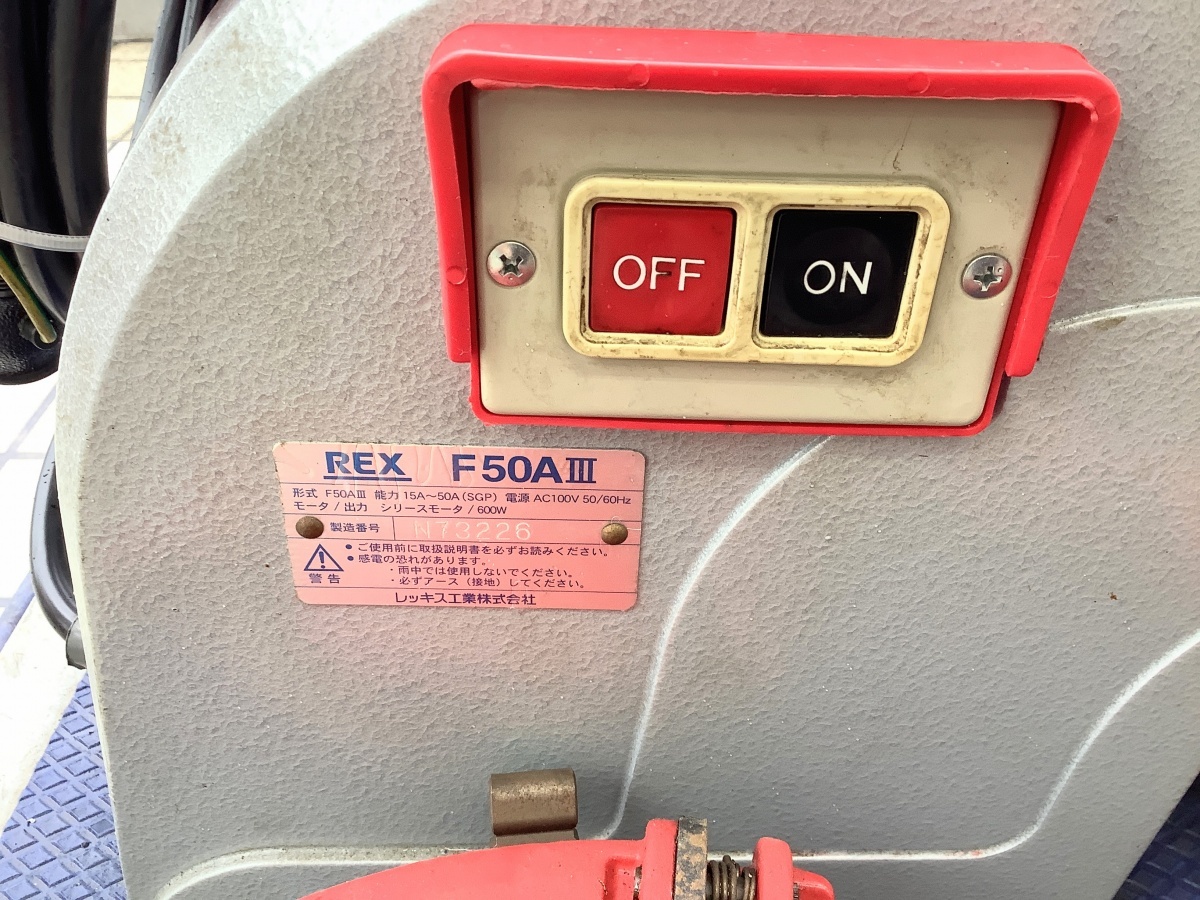 OFF ON
REX F50AⅢ
形式 F50AⅢ 能力 15A～50A(SGP) 電源 AC100V 50/60Hz
モータ/出力 シリースモータ/600W
製造番号 N73226
●ご使用前に取扱説明書を必ずお読みください。
●感電の恐れがあります。
・雨中では使用しないでください。
警告 ・必ずアース（接地）してください。
レッキス工業株式会社